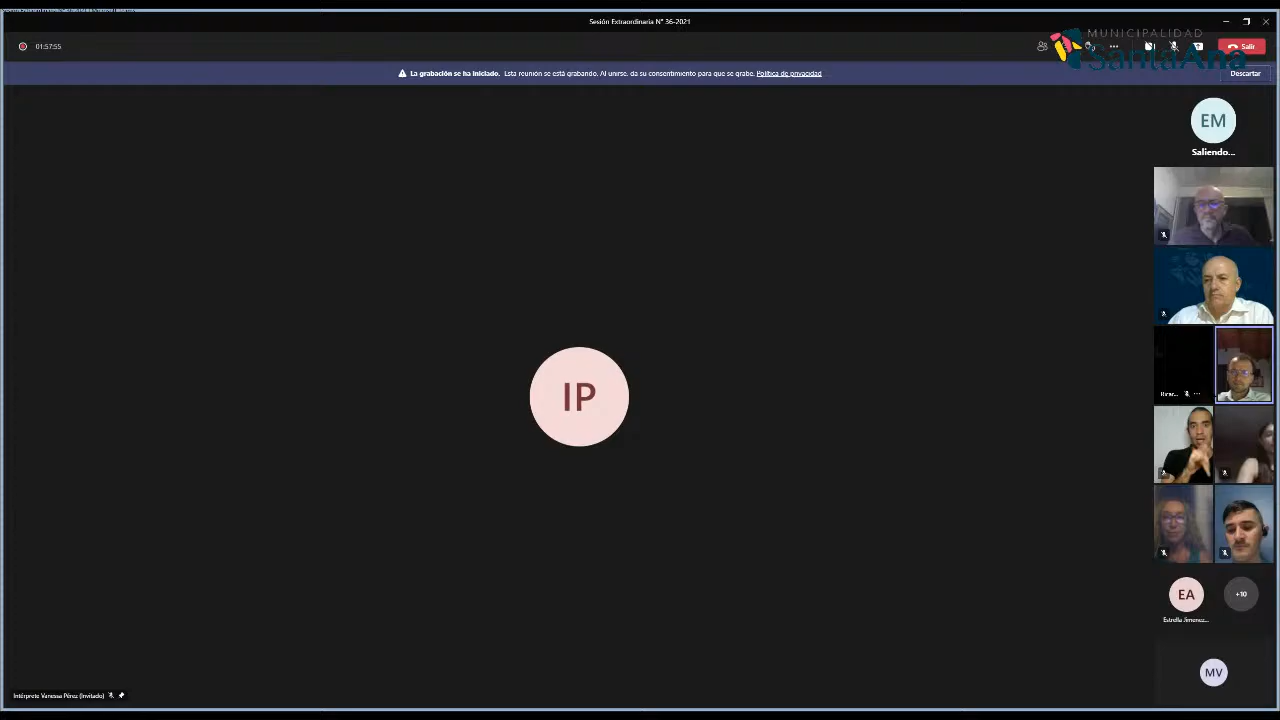 Sesión Extraordinaria N° 36-2021
01:57:55
Salir
MUNICIPALIDAD
Santa Ana
La grabación se ha iniciado. Esta reunión se está grabando. Al unirse, da su consentimiento para que se grabe. Política de privacidad
Descartar
EM
Saliendo...
IP
Ricar...
EA
+10
Estrella Jimenez...
MV
Intérprete Vanessa Pérez (Invitado)